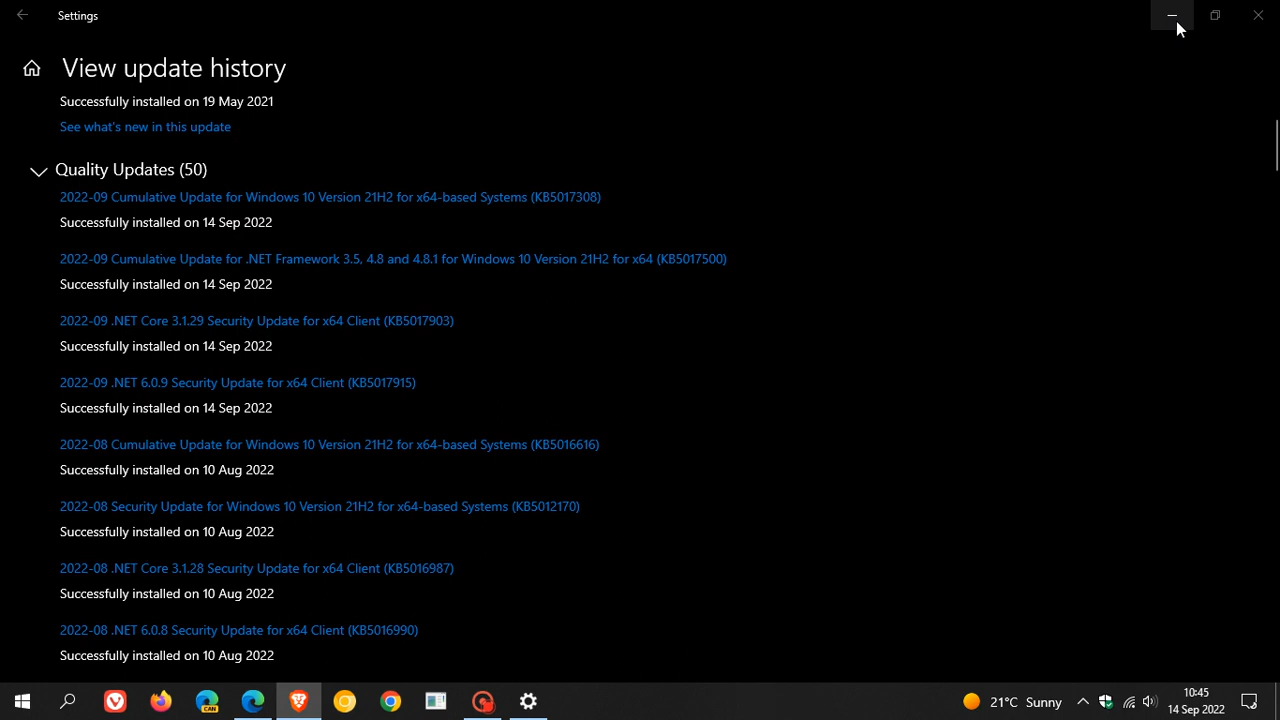 Settings
View update history
Successfully installed on 19 May 2021
See what's new in this update
Quality Updates (50)
2022-09 Cumulative Update for Windows 10 Version 21H2 for x64-based Systems (KB5017308)
Successfully installed on 14 Sep 2022
2022-09 Cumulative Update for .NET Framework 3.5, 4.8 and 4.8.1 for Windows 10 Version 21H2 for x64 (KB5017500)
Successfully installed on 14 Sep 2022
2022-09 .NET Core 3.1.29 Security Update for x64 Client (KB5017903)
Successfully installed on 14 Sep 2022
2022-09 .NET 6.0.9 Security Update for x64 Client (KB5017915)
Successfully installed on 14 Sep 2022
2022-08 Cumulative Update for Windows 10 Version 21H2 for x64-based Systems (KB5016616)
Successfully installed on 10 Aug 2022
2022-08 Security Update for Windows 10 Version 21H2 for x64-based Systems (KB5012170)
Successfully installed on 10 Aug 2022
2022-08 .NET Core 3.1.28 Security Update for x64 Client (KB5016987)
Successfully installed on 10 Aug 2022
2022-08 .NET 6.0.8 Security Update for x64 Client (KB5016990)
Successfully installed on 10 Aug 2022
CAN
21°C Sunny
10:45
14 Sep 2022